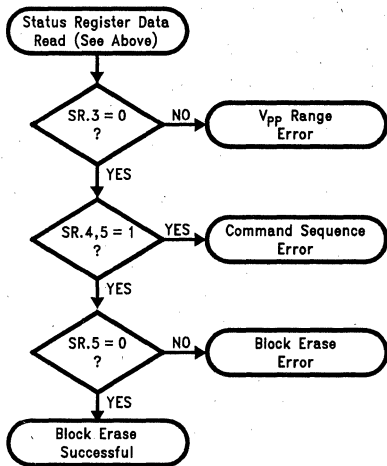 Status Register Data
Read (See Above)
SR.3 = 0
?
NO
VPP Range
Error
YES
SR.4,5 = 1
?
YES
Command Sequence
Error
YES
SR.5 = 0
?
NO
Block Erase
Error
YES
Block Erase
Successful